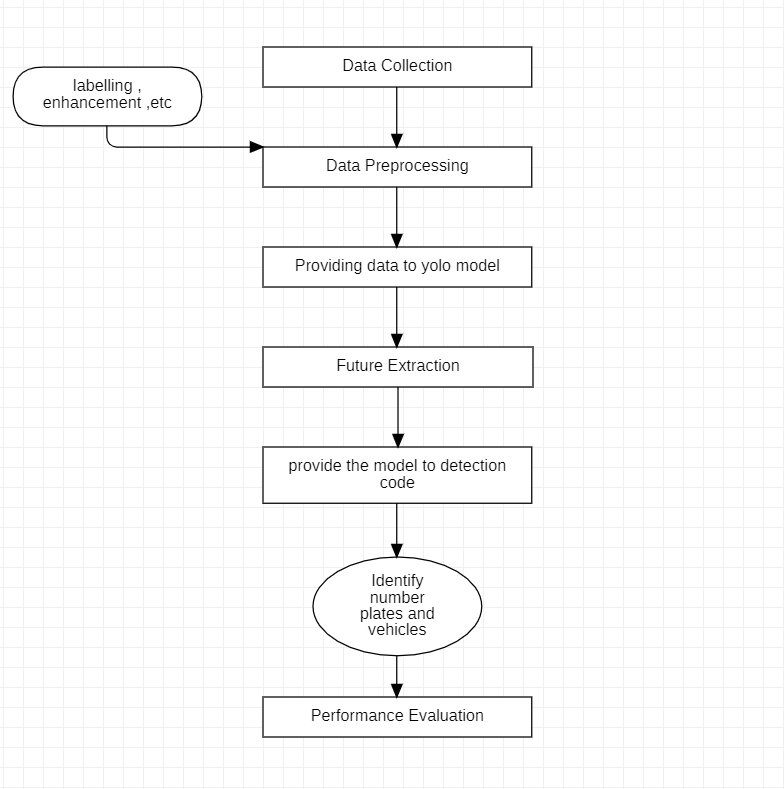 Data Collection
labelling ,
enhancement ,etc
Data Preprocessing
Providing data to yolo model
Future Extraction
provide the model to detection
code
Identify
number
plates and
vehicles
Performance Evaluation